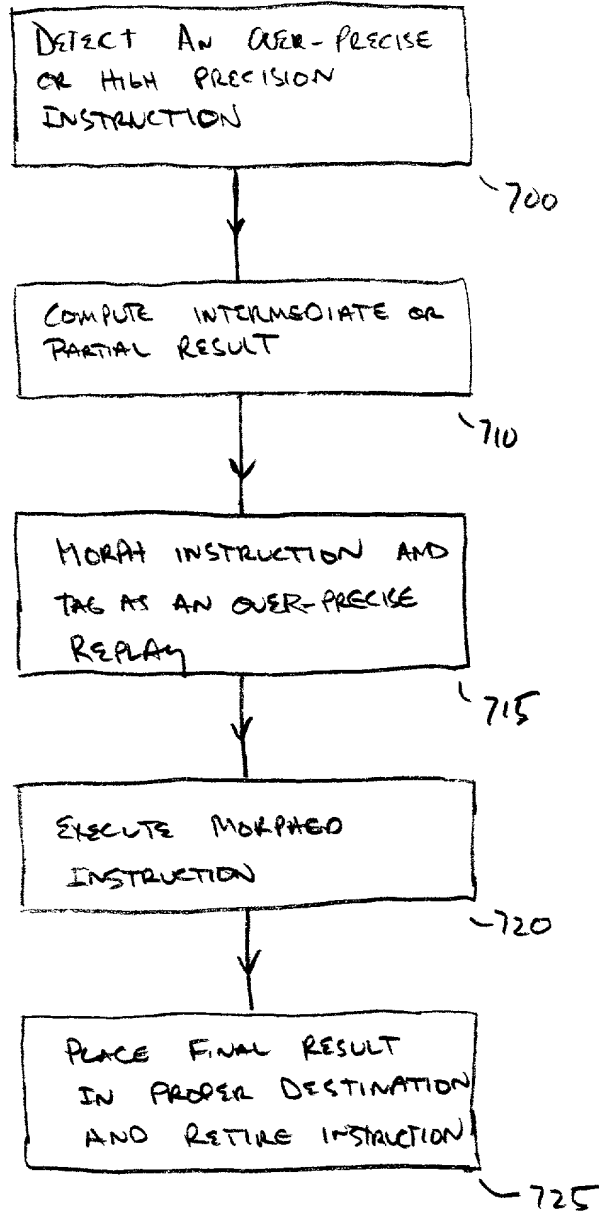 DETECT AN OVER-PRECISE
OR HIGH PRECISION
INSTRUCTION
700
COMPUTE INTERMEDIATE OR
PARTIAL RESULT
710
MORPH INSTRUCTION AND
TAG AS AN OVER-PRECISE
REPLAY
715
EXECUTE MORPHED
INSTRUCTION
720
PLACE FINAL RESULT
IN PROPER DESTINATION
AND RETIRE INSTRUCTION
725